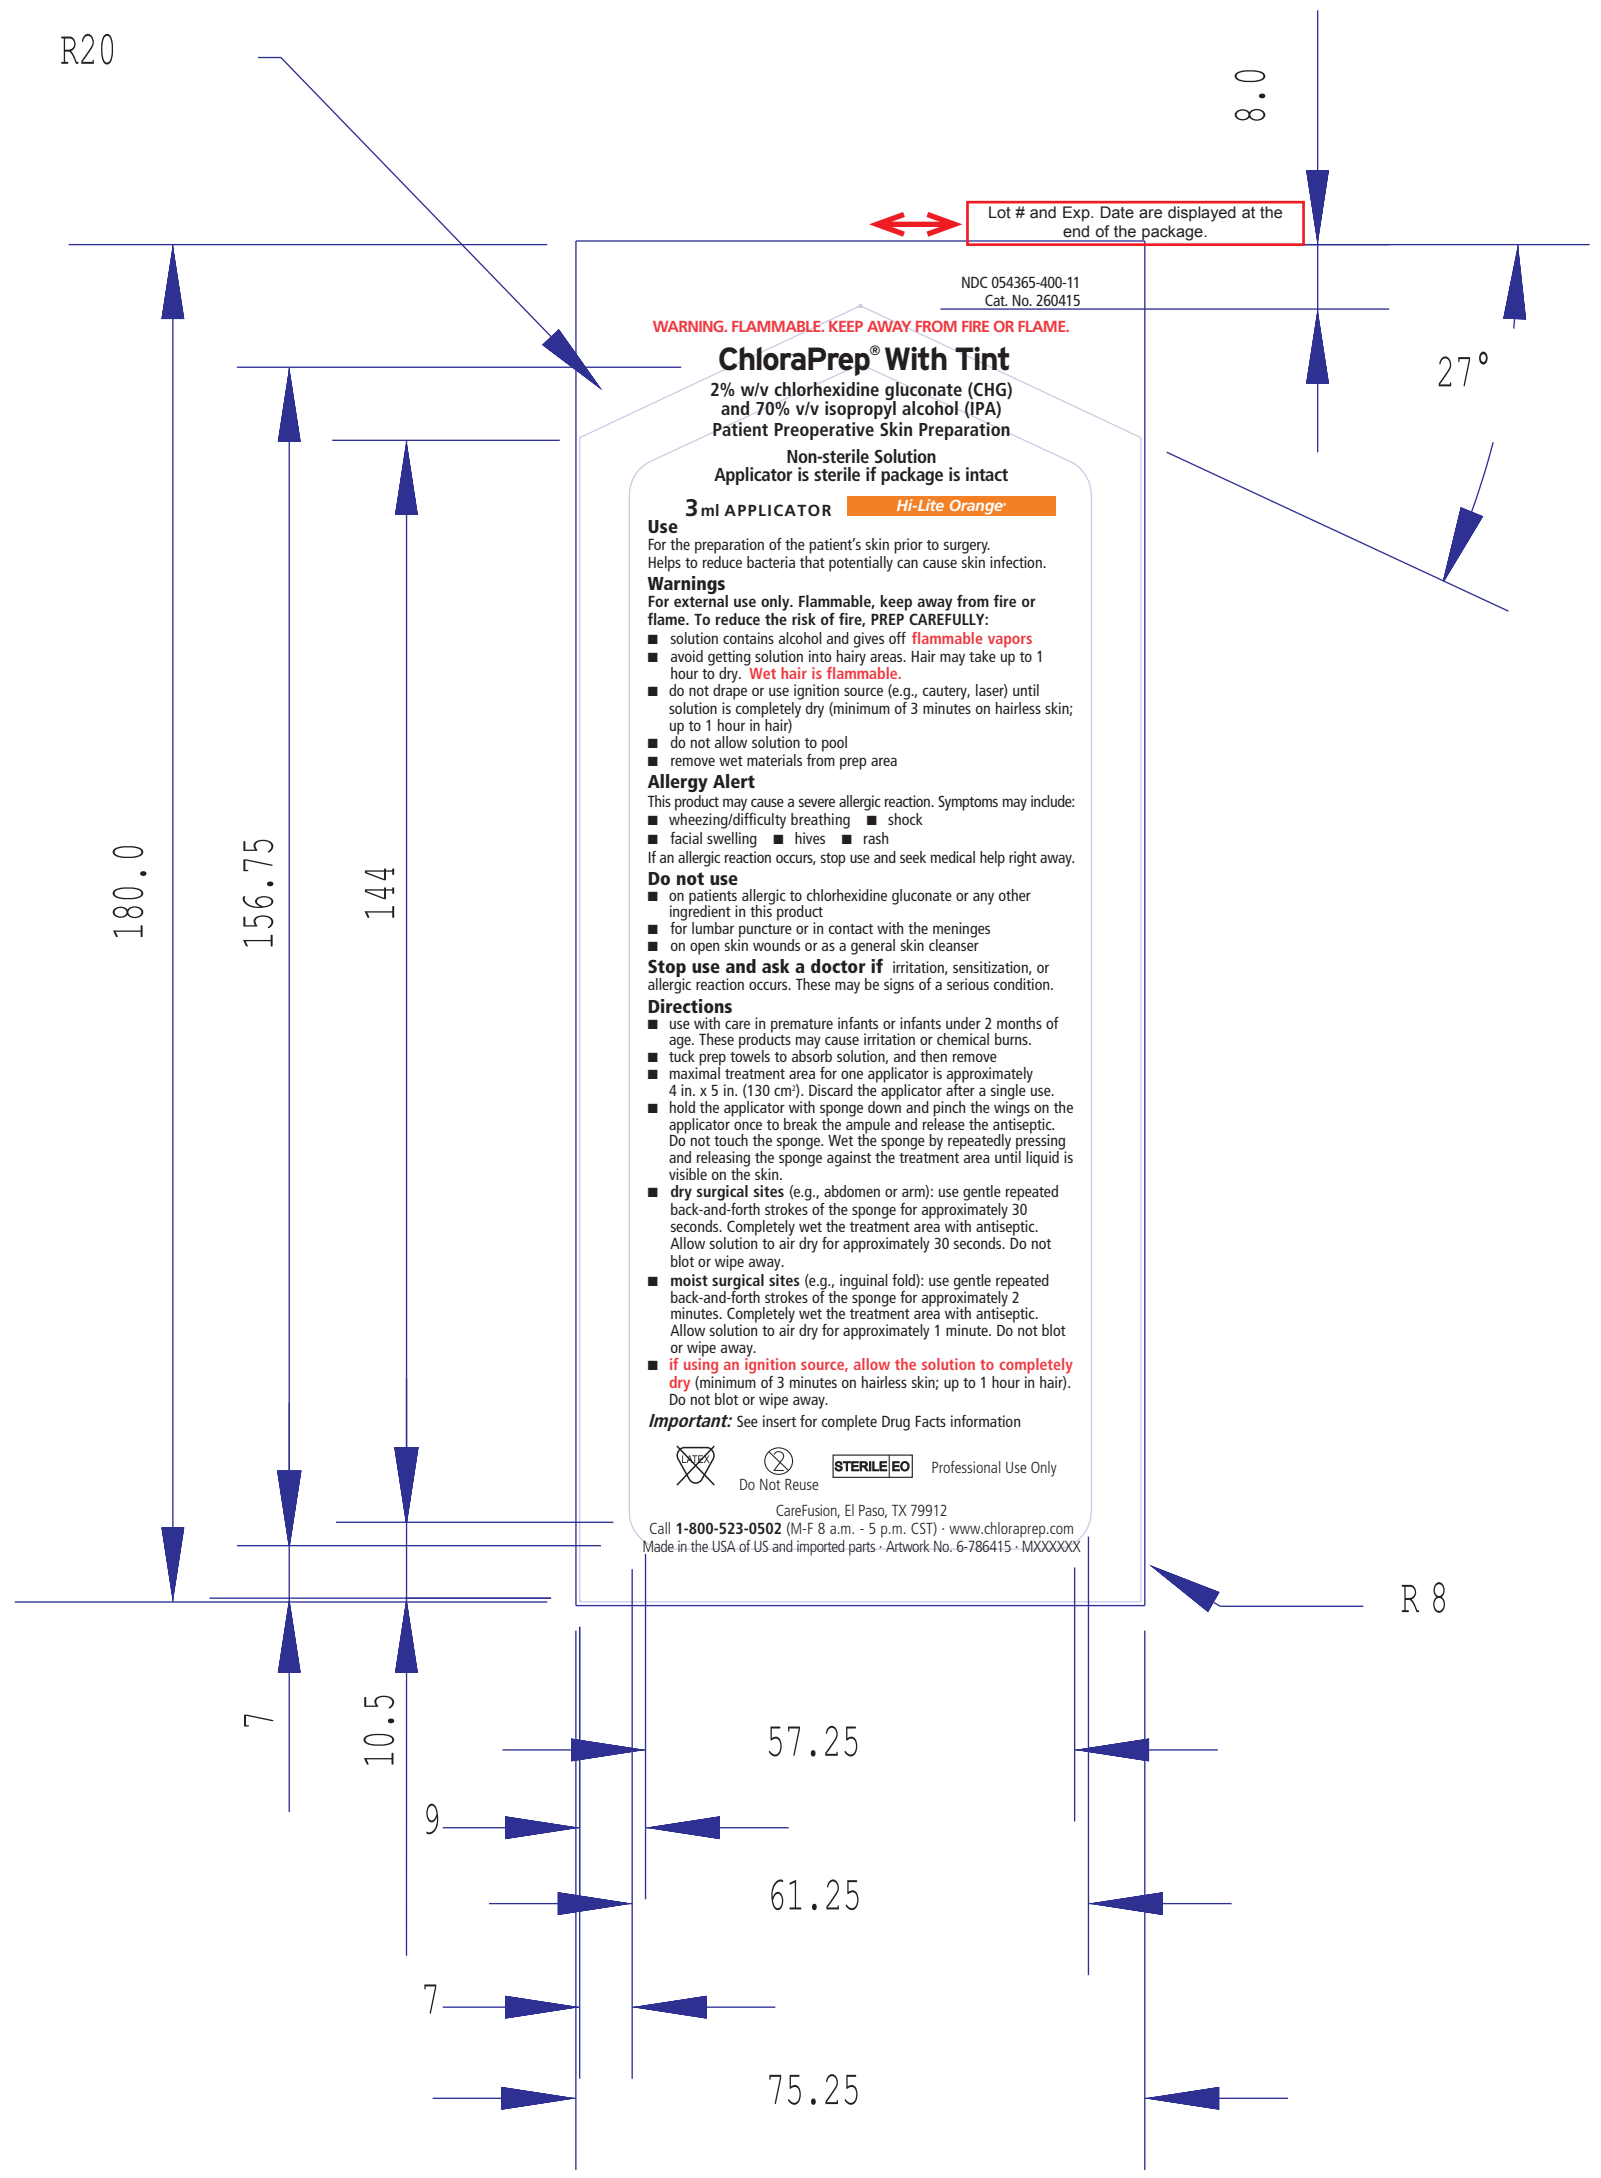 R20
8.0
Lot # and Exp. Date are displayed at the
end of the package.
NDC 054365-400-11
Cat. No. 260415
WARNING. FLAMMABLE. KEEP AWAY FROM FIRE OR FLAME.
ChloraPrep® With Tint
27°
2% w/v chlorhexidine gluconate (CHG)
and 70% v/v isopropyl alcohol (IPA)
Patient Preoperative Skin Preparation
Non-sterile Solution
Applicator is sterile if package is intact
3 ml APPLICATOR Hi-Lite Orange®
Use
For the preparation of the patient's skin prior to surgery.
Helps to reduce bacteria that potentially can cause skin infection.
Warnings
For external use only. Flammable, keep away from fire or
flame. To reduce the risk of fire, PREP CAREFULLY:
■ solution contains alcohol and gives off flammable vapors
■ avoid getting solution into hairy areas. Hair may take up to 1
hour to dry. Wet hair is flammable.
■ do not drape or use ignition source (e.g., cautery, laser) until
solution is completely dry (minimum of 3 minutes on hairless skin;
up to 1 hour in hair)
■ do not allow solution to pool
■ remove wet materials from prep area
Allergy Alert
This product may cause a severe allergic reaction. Symptoms may include:
■ wheezing/difficulty breathing ■ shock
■ facial swelling ■ hives ■ rash
If an allergic reaction occurs, stop use and seek medical help right away.
180.0
156.75
144
Do not use
■ on patients allergic to chlorhexidine gluconate or any other
ingredient in this product
■ for lumbar puncture or in contact with the meninges
■ on open skin wounds or as a general skin cleanser
Stop use and ask a doctor if irritation, sensitization, or
allergic reaction occurs. These may be signs of a serious condition.
Directions
■ use with care in premature infants or infants under 2 months of
age. These products may cause irritation or chemical burns.
■ tuck prep towels to absorb solution, and then remove
■ maximal treatment area for one applicator is approximately
4 in. x 5 in. (130 cm²). Discard the applicator after a single use.
■ hold the applicator with sponge down and pinch the wings on the
applicator once to break the ampule and release the antiseptic.
Do not touch the sponge. Wet the sponge by repeatedly pressing
and releasing the sponge against the treatment area until liquid is
visible on the skin.
■ dry surgical sites (e.g., abdomen or arm): use gentle repeated
back-and-forth strokes of the sponge for approximately 30
seconds. Completely wet the treatment area with antiseptic.
Allow solution to air dry for approximately 30 seconds. Do not
blot or wipe away.
■ moist surgical sites (e.g., inguinal fold): use gentle repeated
back-and-forth strokes of the sponge for approximately 2
minutes. Completely wet the treatment area with antiseptic.
Allow solution to air dry for approximately 1 minute. Do not blot
or wipe away.
■ if using an ignition source, allow the solution to completely
dry (minimum of 3 minutes on hairless skin; up to 1 hour in hair).
Do not blot or wipe away.
Important: See insert for complete Drug Facts information
LATEX
2
Do Not Reuse
STERILE EO
Professional Use Only
CareFusion, El Paso, TX 79912
Call 1-800-523-0502 (M-F 8 a.m. - 5 p.m. CST) · www.chloraprep.com
Made in the USA of US and imported parts · Artwork No. 6-786415 · MXXXXXX
R 8
7
10.5
57.25
9
61.25
7
75.25